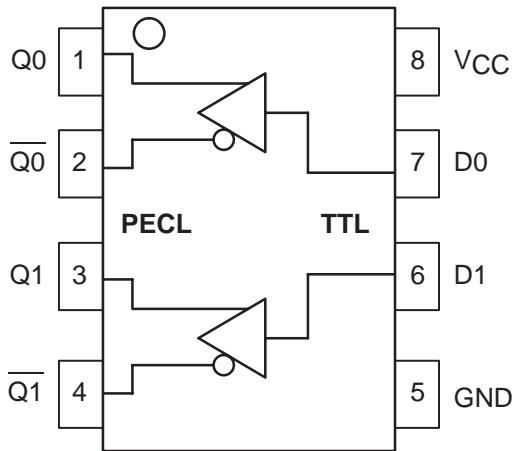 Q0 1 8 VCC
Q0 2 7 D0
PECL TTL
Q1 3 6 D1
Q1 4 5 GND